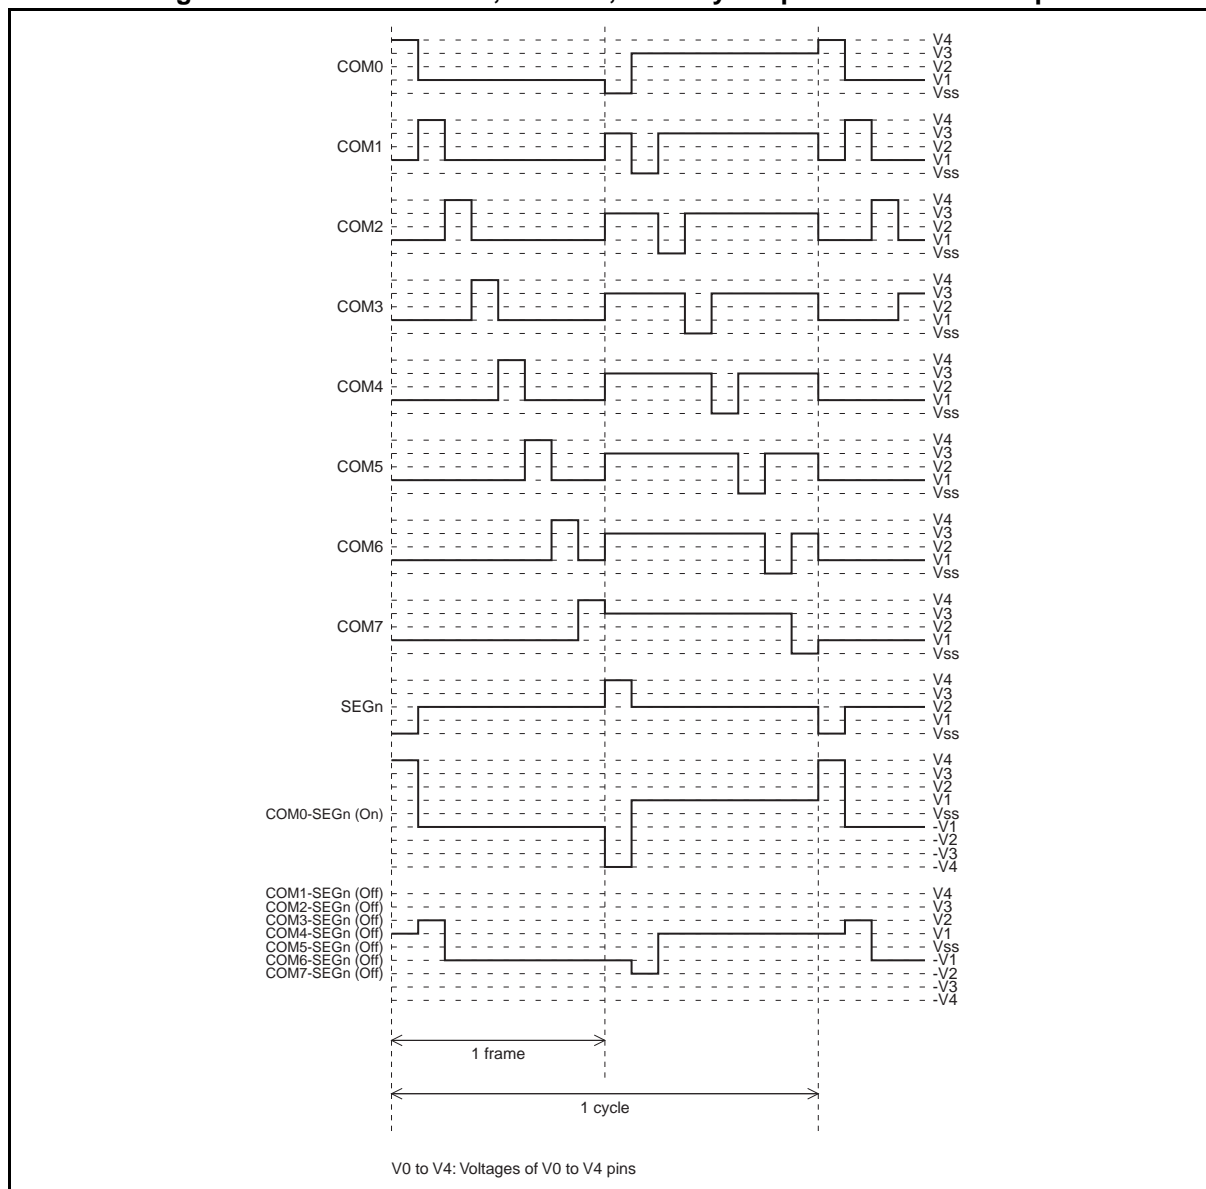 V4
V3
COM0 V2
V1
Vss
V4
V3
COM1 V2
V1
Vss
V4
V3
COM2 V2
V1
Vss
V4
V3
COM3 V2
V1
Vss
V4
V3
COM4 V2
V1
Vss
V4
V3
COM5 V2
V1
Vss
V4
V3
COM6 V2
V1
Vss
V4
V3
COM7 V2
V1
Vss
V4
V3
SEGn V2
V1
Vss
V4
V3
V2
V1
COM0-SEGn (On) Vss
-V1
-V2
-V3
-V4
COM1-SEGn (Off) V4
COM2-SEGn (Off) V3
COM3-SEGn (Off) V2
COM4-SEGn (Off) V1
COM5-SEGn (Off) Vss
COM6-SEGn (Off) -V1
COM7-SEGn (Off) -V2
-V3
-V4
1 frame
1 cycle
V0 to V4: Voltages of V0 to V4 pins